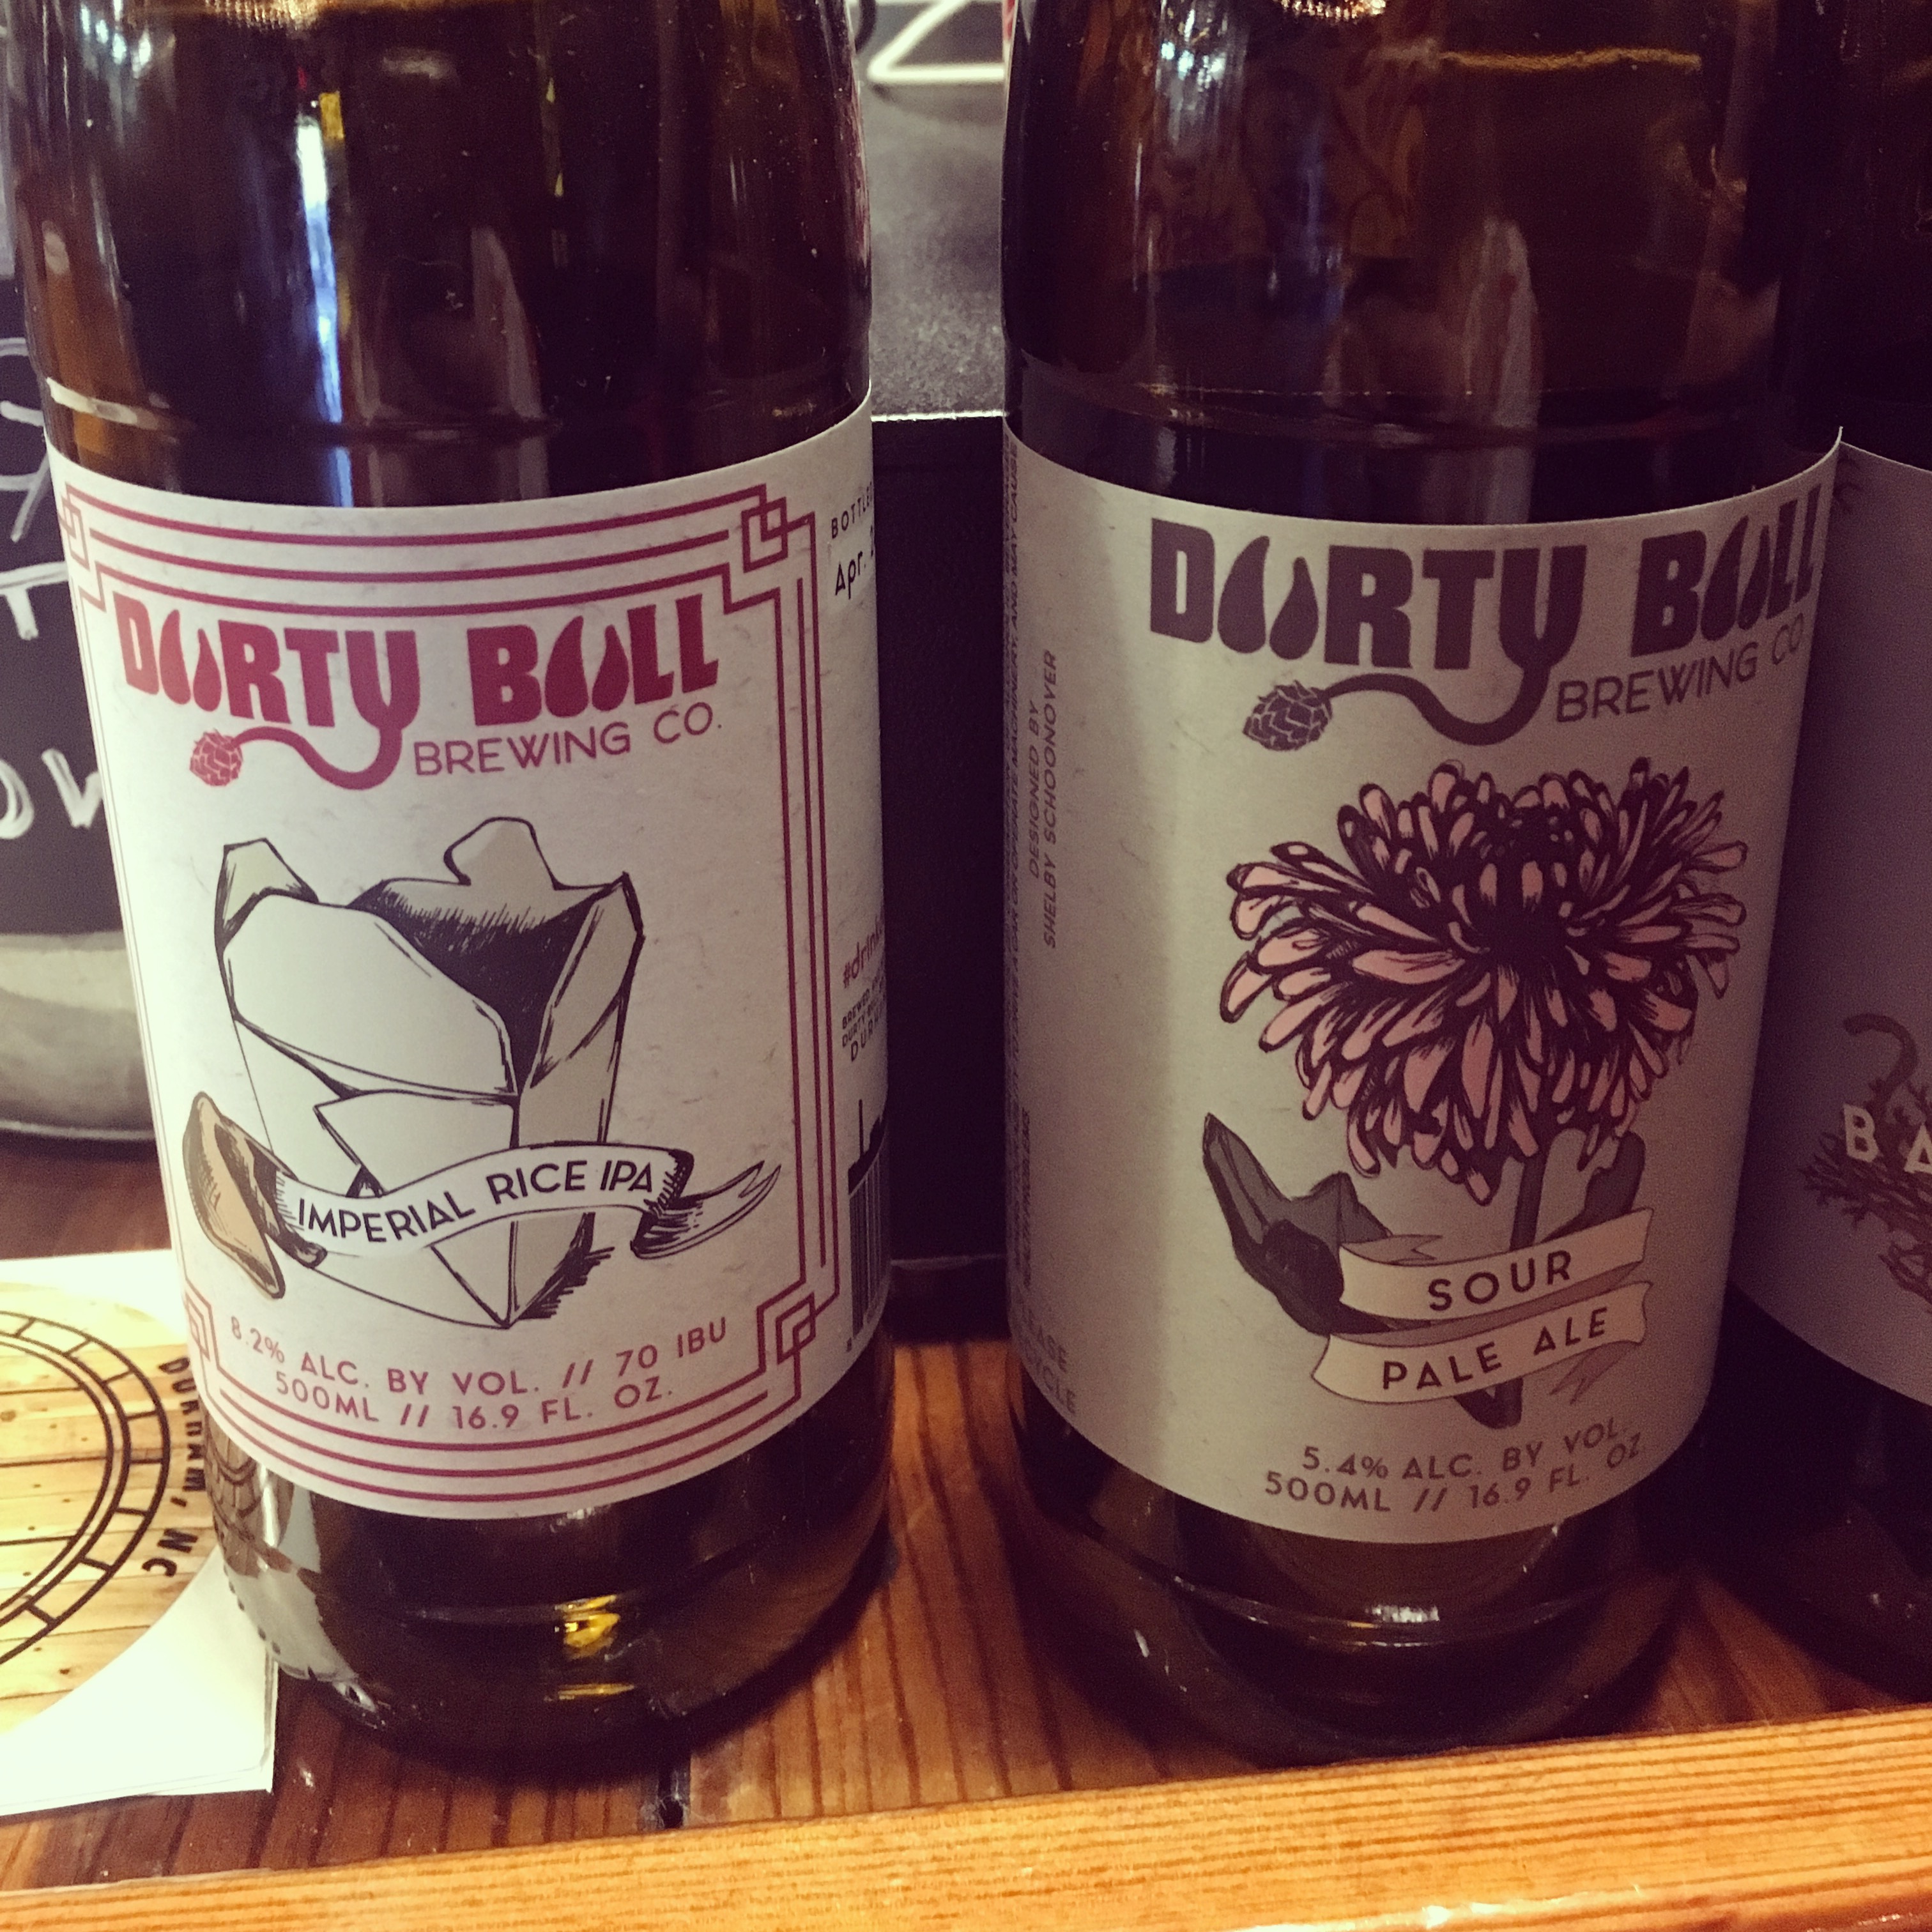 DURTY BULL
BREWING CO.
IMPERIAL RICE IPA
8.2% ALC. BY VOL. // 70 IBU
500ML // 16.9 FL. OZ.
Apr.
DURHAM, NC
DURTY BULL
BREWING CO.
DESIGNED BY
SHELBY SCHOONOVER
SOUR
PALE ALE
5.4% ALC. BY VOL.
500ML // 16.9 FL. OZ